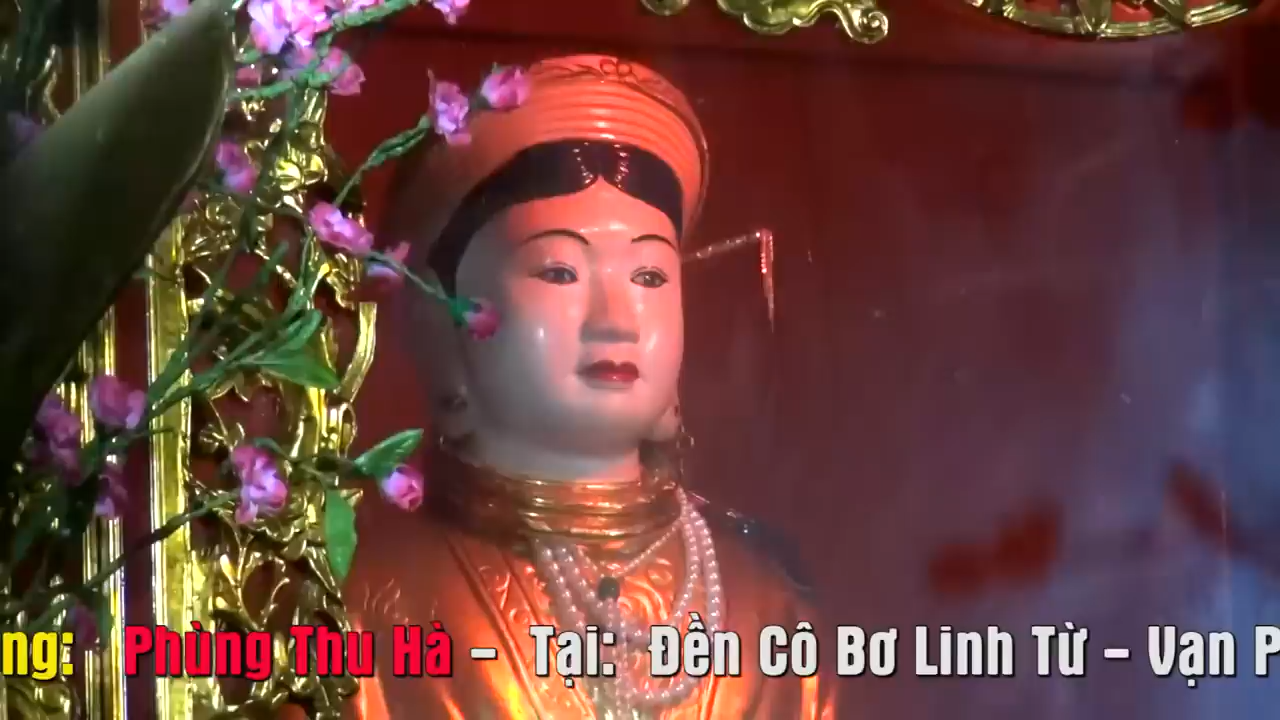 ng: Phùng Thu Hà – Tại: Đền Cô Bơ Linh Từ – Vạn P